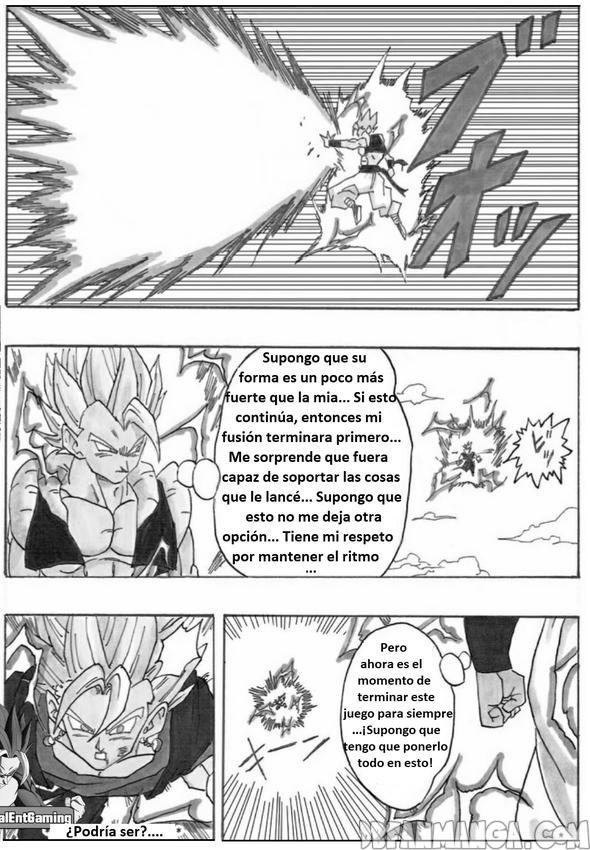 ブ
オッ
Supongo que su
forma es un poco más
fuerte que la mia... Si esto
continúa, entonces mi
fusión terminara primero...
Me sorprende que fuera
capaz de soportar las cosas
que le lancé... Supongo que
esto no me deja otra
opción... Tiene mi respeto
por mantener el ritmo
...
¿Podría ser?....
Pero
ahora es el
momento de
terminar este
juego para siempre
...¡Supongo que
tengo que ponerlo
todo en esto!
alEntGaming
DBFANMANGA.COM